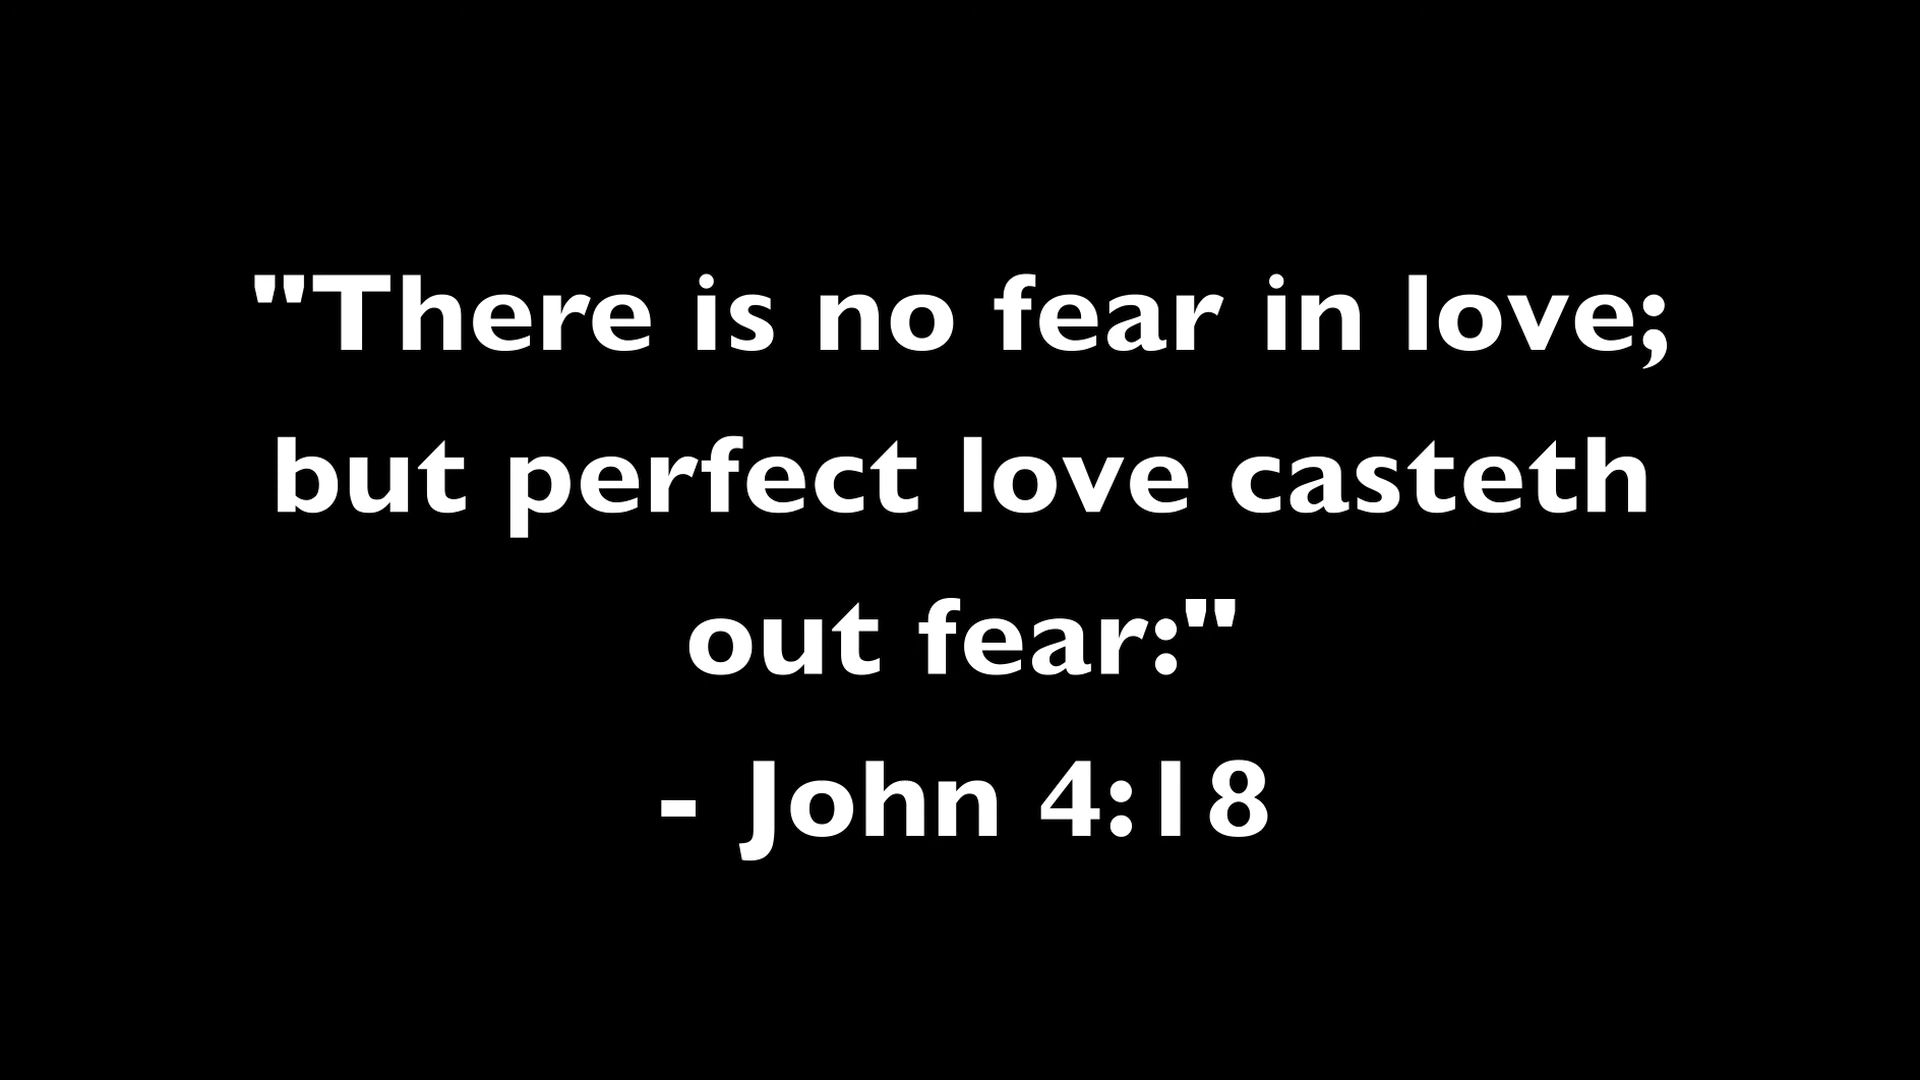 "There is no fear in love;
but perfect love casteth
out fear:"
- John 4:18